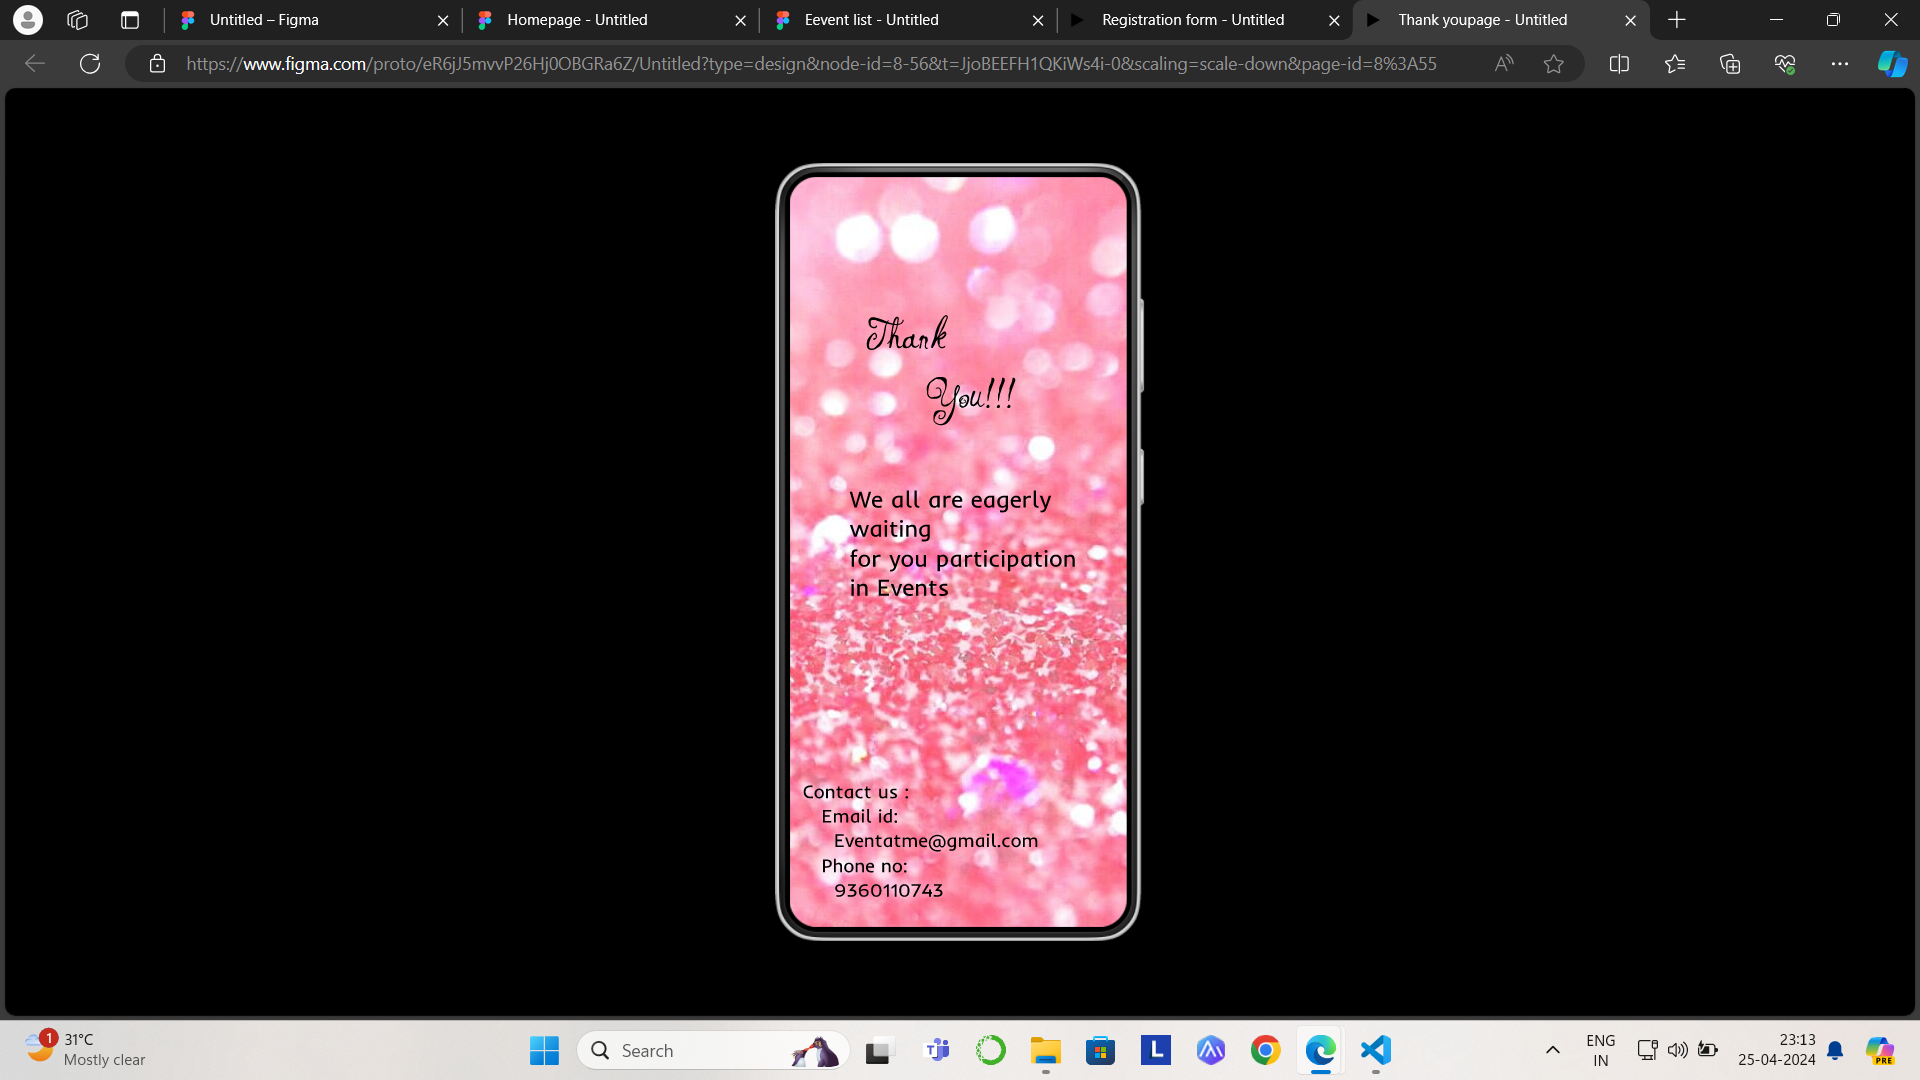 Untitled – Figma
Homepage - Untitled
Eevent list - Untitled
Registration form - Untitled
Thank youpage - Untitled
https://www.figma.com/proto/eR6jJ5mvvP26Hj0OBGRa6Z/Untitled?type=design&node-id=8-56&t=JjoBEEFH1QKiWs4i-0&scaling=scale-down&page-id=8%3A55
Thank
You!!!
We all are eagerly
waiting
for you participation
in Events
Contact us :
Email id:
Eventatme@gmail.com
Phone no:
9360110743
1
31°C
Mostly clear
Search
L
ENG
IN
23:13
25-04-2024
PRE